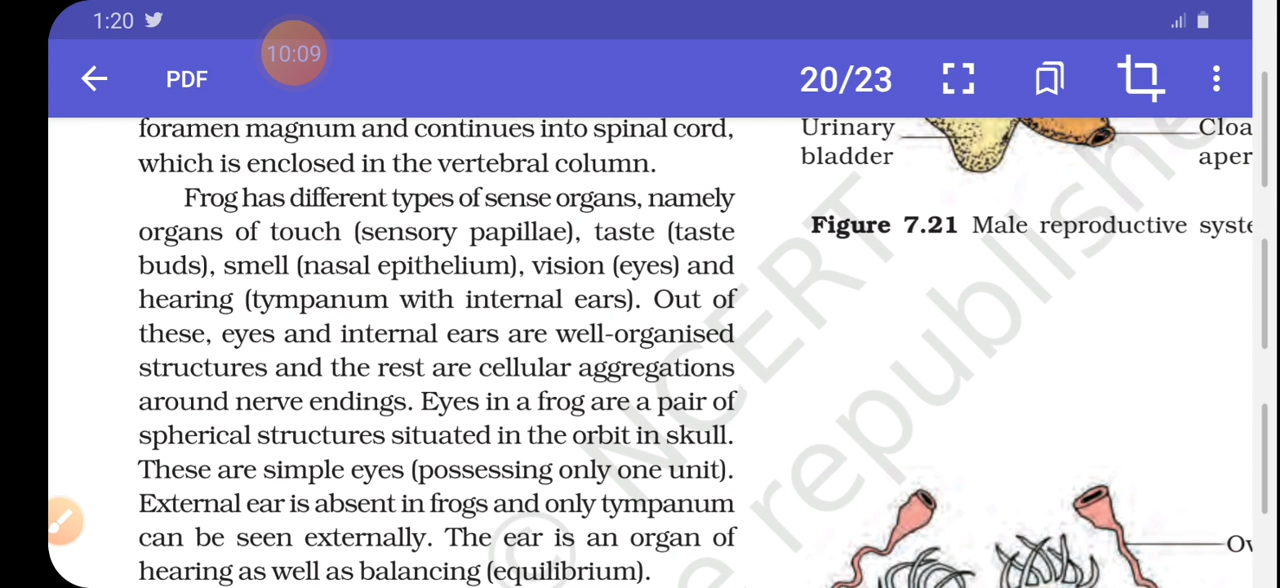 1:20
10:09
PDF
20/23
foramen magnum and continues into spinal cord,
which is enclosed in the vertebral column.
Frog has different types of sense organs, namely
organs of touch (sensory papillae), taste (taste
buds), smell (nasal epithelium), vision (eyes) and
hearing (tympanum with internal ears). Out of
these, eyes and internal ears are well-organised
structures and the rest are cellular aggregations
around nerve endings. Eyes in a frog are a pair of
spherical structures situated in the orbit in skull.
These are simple eyes (possessing only one unit).
External ear is absent in frogs and only tympanum
can be seen externally. The ear is an organ of
hearing as well as balancing (equilibrium).
Urinary
bladder
Cloa
aper
Figure 7.21 Male reproductive syste
Ov
© NCERT
e republishe